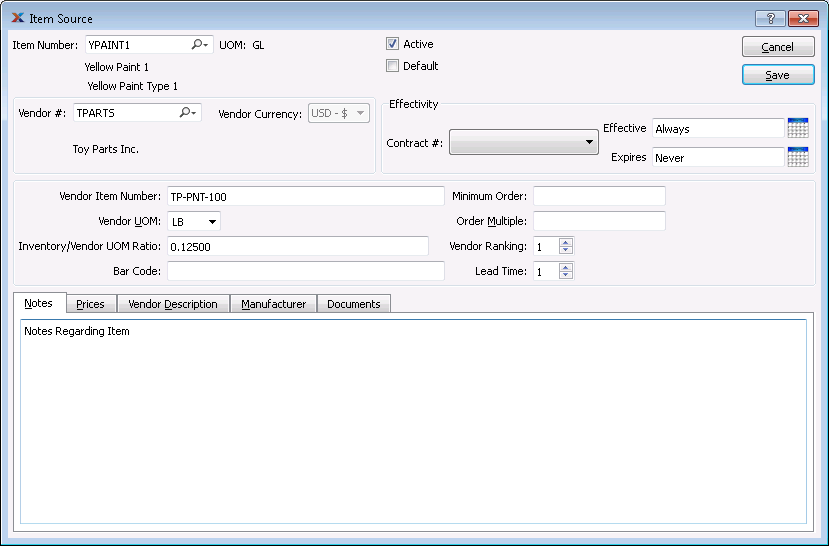 Item Source
?
Item Number: YPAINT1 UOM: GL
Active
Cancel
Yellow Paint 1
Default
Yellow Paint Type 1
Save
Vendor #: TPARTS Vendor Currency: USD - $
Toy Parts Inc.
Effectivity
Contract #:
Effective Always
Expires Never
Vendor Item Number: TP-PNT-100 Minimum Order:
Vendor UOM: LB Order Multiple:
Inventory/Vendor UOM Ratio: 0.12500 Vendor Ranking: 1
Bar Code: Lead Time: 1
Notes Prices Vendor Description Manufacturer Documents
Notes Regarding Item